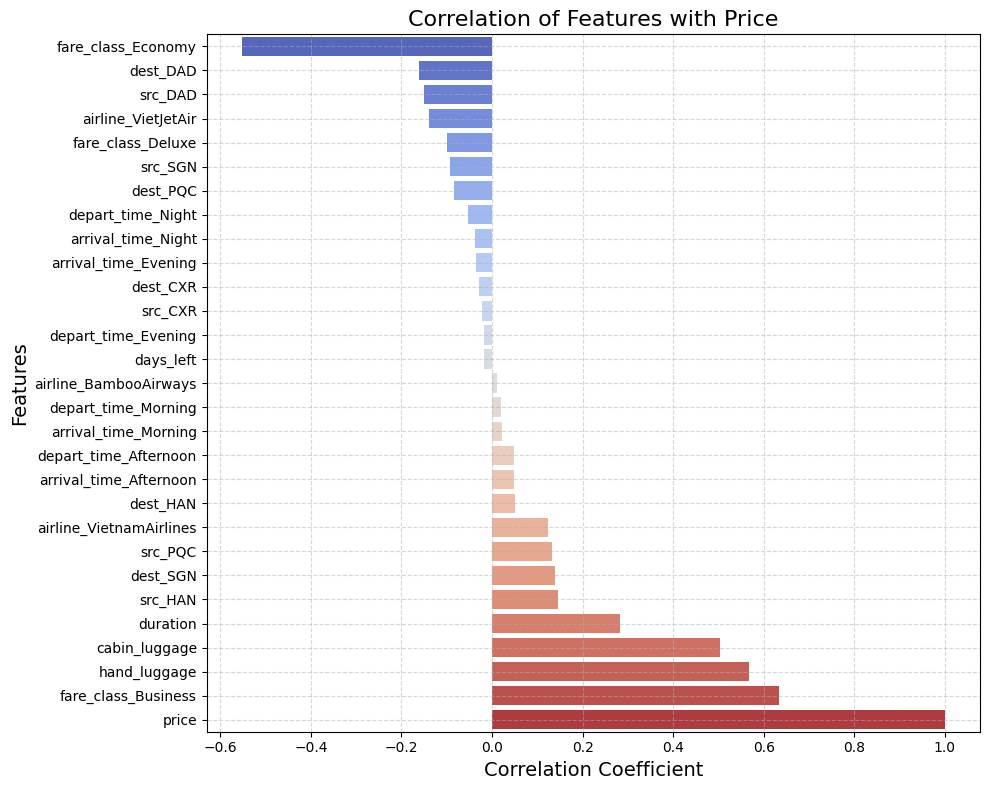 Correlation of Features with Price
Features
fare_class_Economy
dest_DAD
src_DAD
airline_VietJetAir
fare_class_Deluxe
src_SGN
dest_PQC
depart_time_Night
arrival_time_Night
arrival_time_Evening
dest_CXR
src_CXR
depart_time_Evening
days_left
airline_BambooAirways
depart_time_Morning
arrival_time_Morning
depart_time_Afternoon
arrival_time_Afternoon
dest_HAN
airline_VietnamAirlines
src_PQC
dest_SGN
src_HAN
duration
cabin_luggage
hand_luggage
fare_class_Business
price
−0.6 −0.4 −0.2 0.0 0.2 0.4 0.6 0.8 1.0
Correlation Coefficient